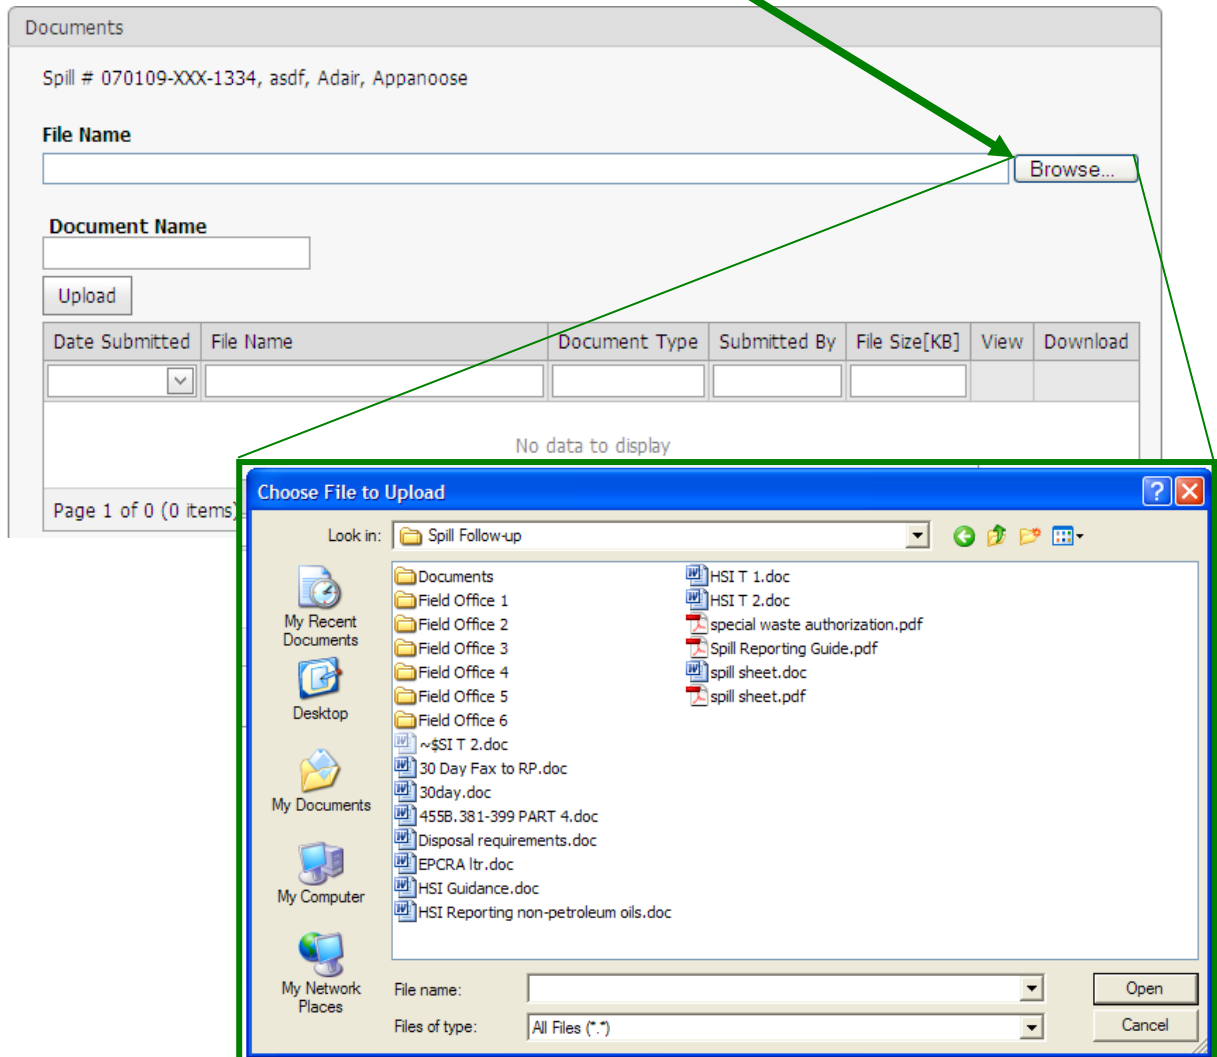 Documents
Spill # 070109-XXX-1334, asdf, Adair, Appanoose
File Name
Browse...
Document Name
Upload
Date Submitted File Name Document Type Submitted By File Size[KB] View Download
No data to display
Page 1 of 0 (0 items)
Choose File to Upload
Look in: Spill Follow-up
My Recent
Documents
Desktop
My Documents
My Computer
My Network
Places
Documents
Field Office 1
Field Office 2
Field Office 3
Field Office 4
Field Office 5
Field Office 6
~$SI T 2.doc
30 Day Fax to RP.doc
30day.doc
455B.381-399 PART 4.doc
Disposal requirements.doc
EPCRA ltr.doc
HSI Guidance.doc
HSI Reporting non-petroleum oils.doc
HSI T 1.doc
HSI T 2.doc
special waste authorization.pdf
Spill Reporting Guide.pdf
spill sheet.doc
spill sheet.pdf
File name:
Open
Files of type: All Files (*.*)
Cancel